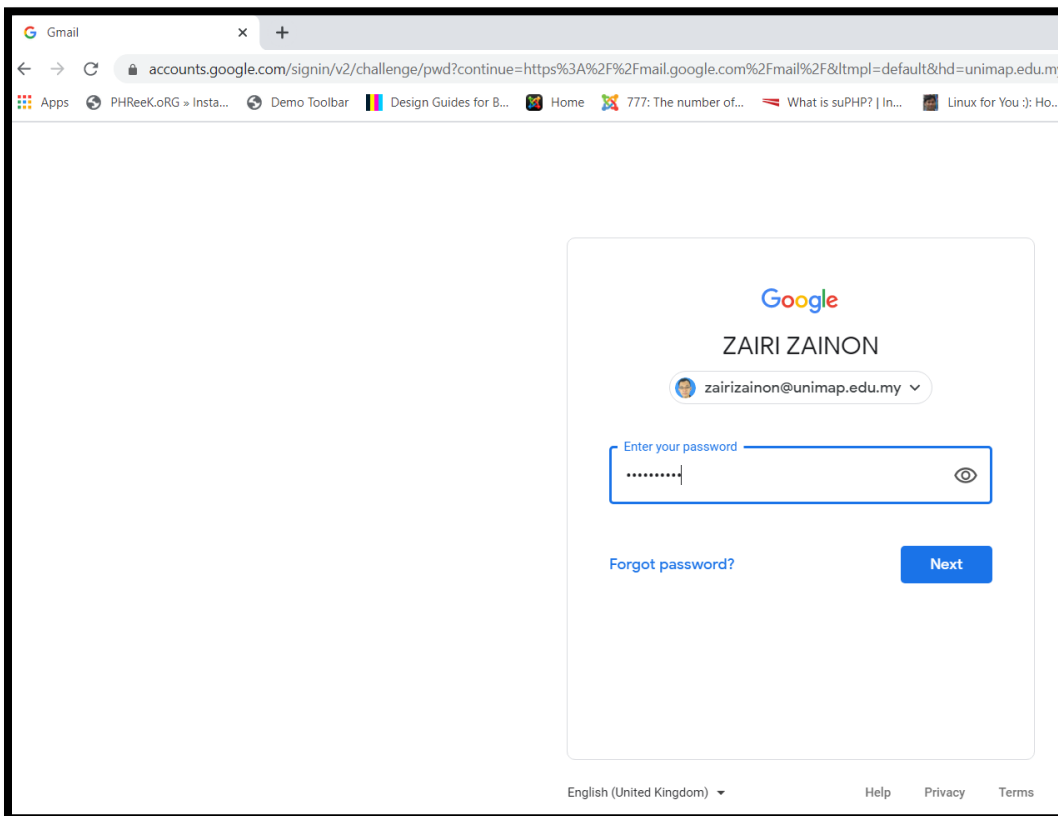 Gmail
accounts.google.com/signin/v2/challenge/pwd?continue=https%3A%2F%2Fmail.google.com%2Fmail%2F&ltmpl=default&hd=unimap.edu.my
Apps PHReeK.oRG » Insta... Demo Toolbar Design Guides for B... Home 777: The number of... What is suPHP? | In... Linux for You :): Ho...
Google
ZAIRI ZAINON
zairizainon@unimap.edu.my
Enter your password
••••••••••
Forgot password? Next
English (United Kingdom) Help Privacy Terms